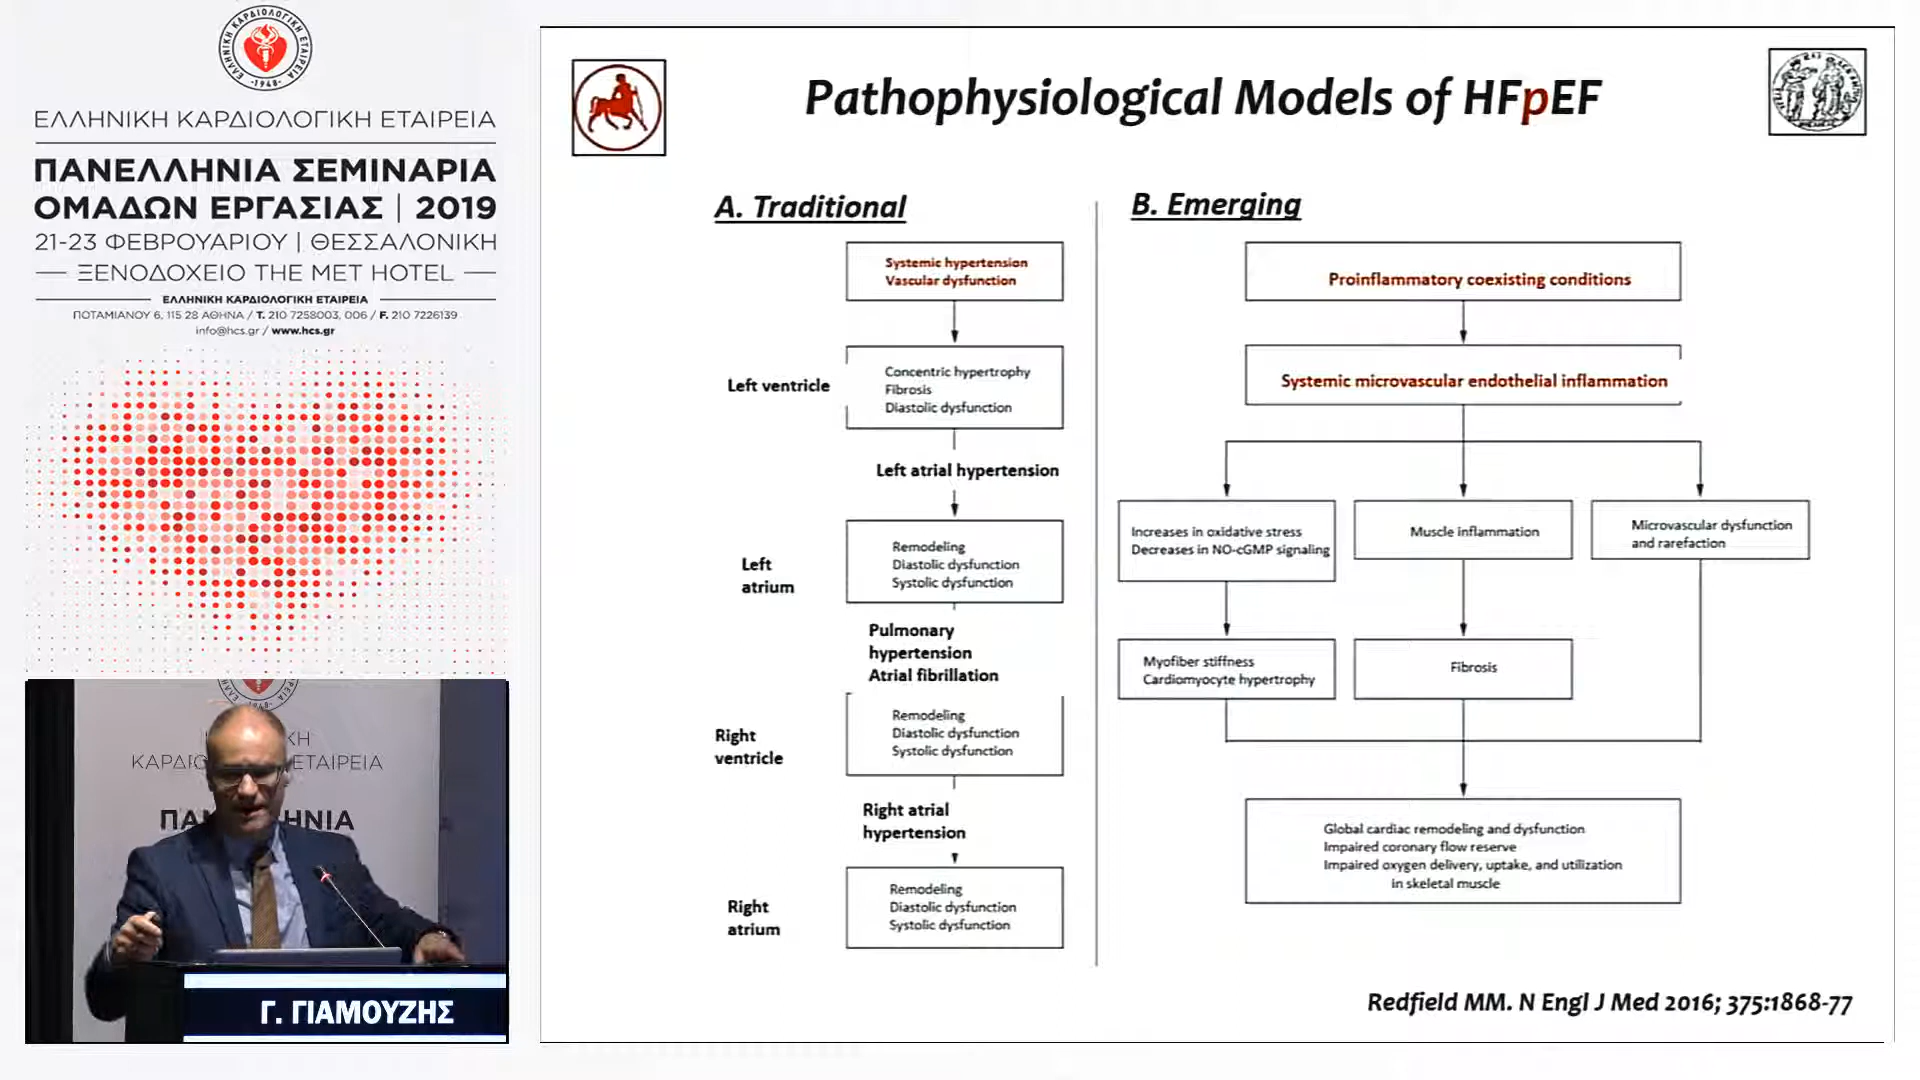 ΕΛΛΗΝΙΚΗ ΚΑΡΔΙΟΛΟΓΙΚΗ ΕΤΑΙΡΕΙΑ
·1948·
ΕΛΛΗΝΙΚΗ ΚΑΡΔΙΟΛΟΓΙΚΗ ΕΤΑΙΡΕΙΑ
ΠΑΝΕΛΛΗΝΙΑ ΣΕΜΙΝΑΡΙΑ
ΟΜΑΔΩΝ ΕΡΓΑΣΙΑΣ | 2019
21-23 ΦΕΒΡΟΥΑΡΙΟΥ | ΘΕΣΣΑΛΟΝΙΚΗ
ΞΕΝΟΔΟΧΕΙΟ THE MET HOTEL
ΕΛΛΗΝΙΚΗ ΚΑΡΔΙΟΛΟΓΙΚΗ ΕΤΑΙΡΕΙΑ
ΠΟΤΑΜΙΑΝΟΥ 6, 115 28 ΑΘΗΝΑ / T. 210 7258003, 006 / F. 210 7226139
info@hcs.gr / www.hcs.gr
ΕΤΑΙΡΕΙΑ
Γ. ΓΙΑΜΟΥΖΗΣ
Pathophysiological Models of HFpEF
A. Traditional
Systemic hypertension
Vascular dysfunction
Left ventricle
Concentric hypertrophy
Fibrosis
Diastolic dysfunction
Left atrial hypertension
Left
atrium
Remodeling
Diastolic dysfunction
Systolic dysfunction
Pulmonary
hypertension
Atrial fibrillation
Right
ventricle
Remodeling
Diastolic dysfunction
Systolic dysfunction
Right atrial
hypertension
Right
atrium
Remodeling
Diastolic dysfunction
Systolic dysfunction
B. Emerging
Proinflammatory coexisting conditions
Systemic microvascular endothelial inflammation
Increases in oxidative stress
Decreases in NO-cGMP signaling
Muscle inflammation
Microvascular dysfunction
and rarefaction
Myofiber stiffness
Cardiomyocyte hypertrophy
Fibrosis
Global cardiac remodeling and dysfunction
Impaired coronary flow reserve
Impaired oxygen delivery, uptake, and utilization
in skeletal muscle
Redfield MM. N Engl J Med 2016; 375:1868-77